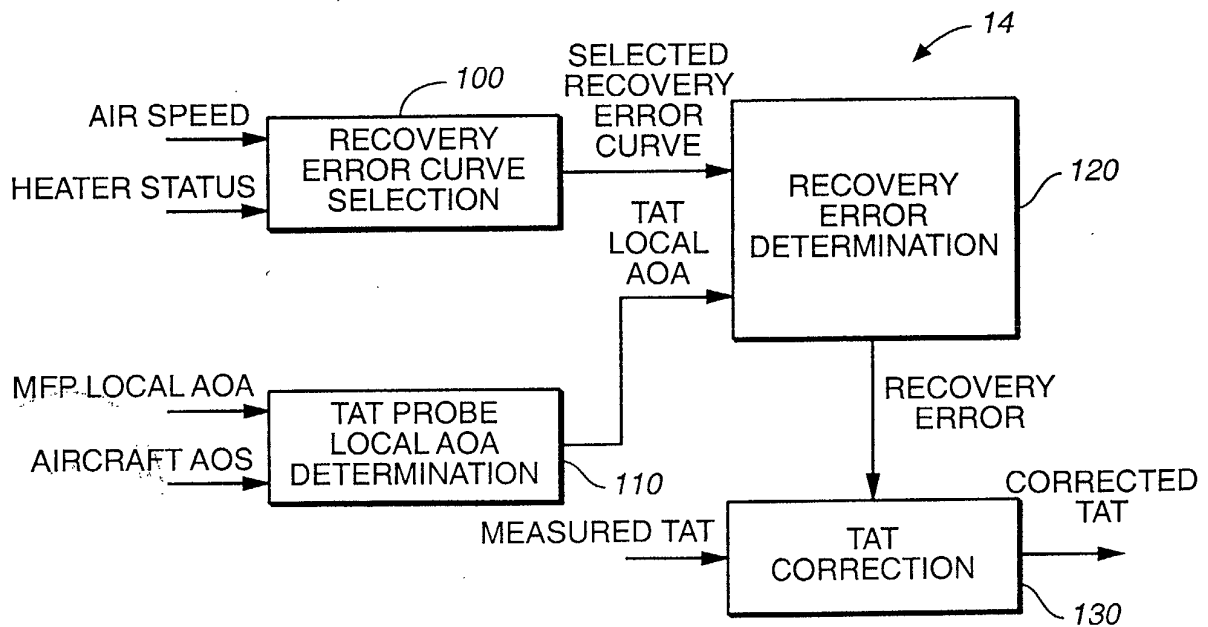 14
100
AIR SPEED
HEATER STATUS
RECOVERY
ERROR CURVE
SELECTION
SELECTED
RECOVERY
ERROR
CURVE
TAT
LOCAL
AOA
RECOVERY
ERROR
DETERMINATION
120
MFP LOCAL AOA
AIRCRAFT AOS
TAT PROBE
LOCAL AOA
DETERMINATION
110
RECOVERY
ERROR
MEASURED TAT
TAT
CORRECTION
CORRECTED
TAT
130